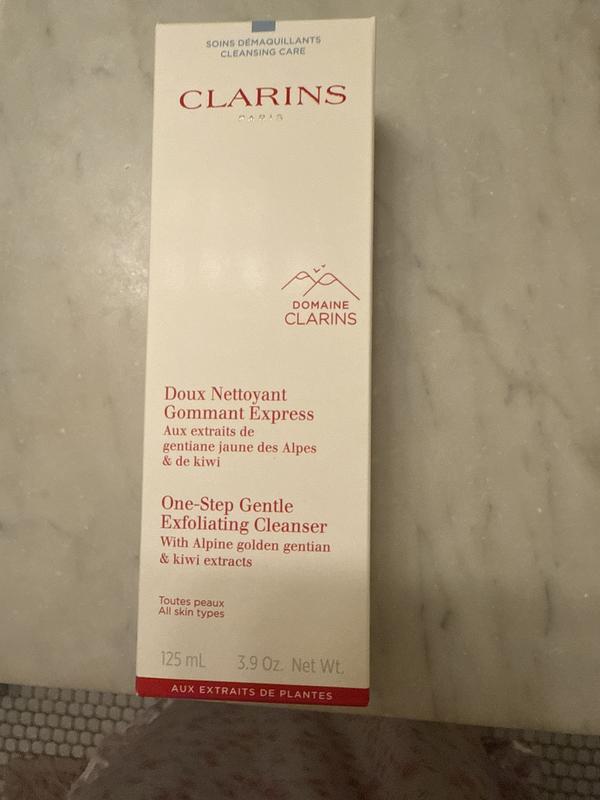 SOINS DÉMAQUILLANTS
CLEANSING CARE
CLARINS
PARIS
DOMAINE
CLARINS
Doux Nettoyant
Gommant Express
Aux extraits de
gentiane jaune des Alpes
& de kiwi
One-Step Gentle
Exfoliating Cleanser
With Alpine golden gentian
& kiwi extracts
Toutes peaux
All skin types
125 mL 3.9 Oz. Net Wt.
AUX EXTRAITS DE PLANTES